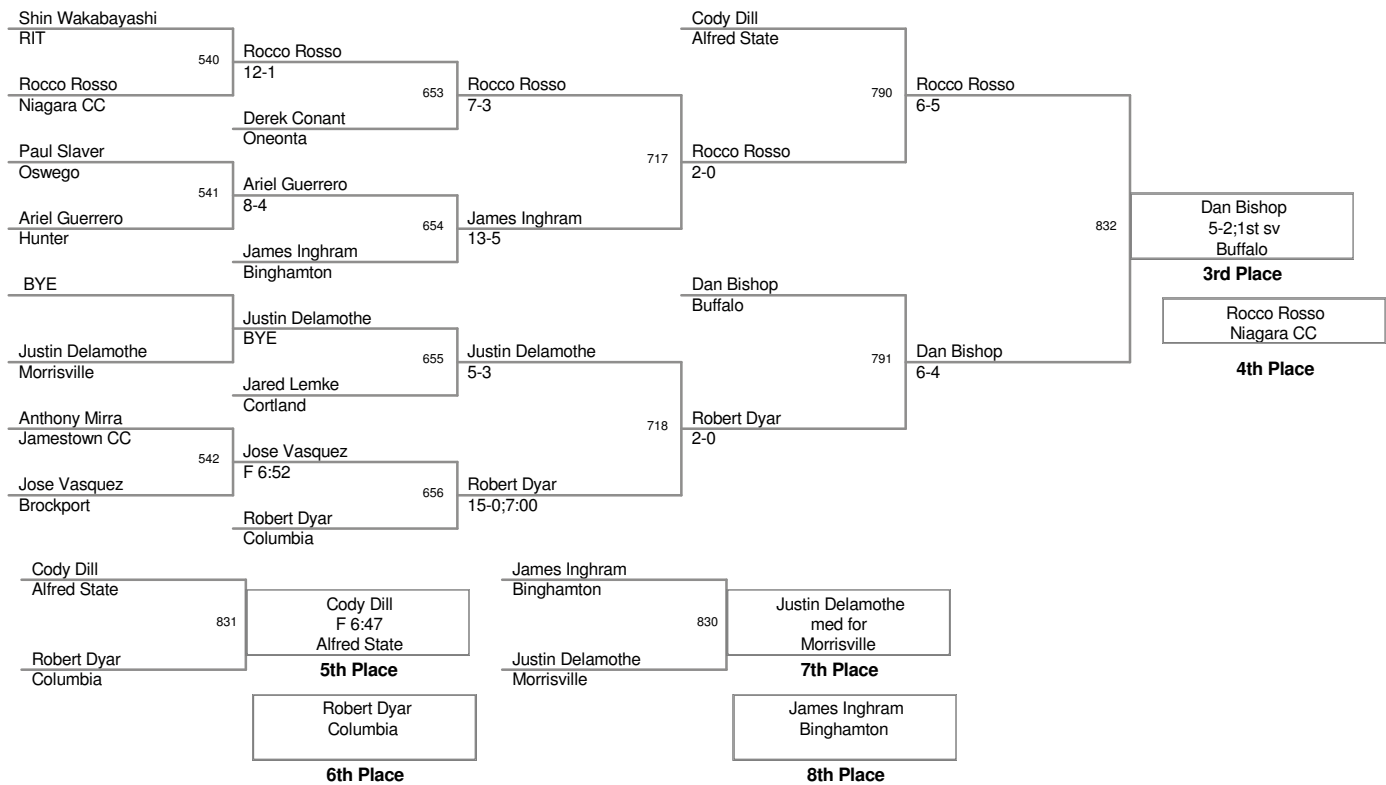 Shin Wakabayashi
RIT
540
Rocco Rosso
Niagara CC
Paul Slaver
Oswego
541
Ariel Guerrero
Hunter
BYE
Justin Delamothe
Morrisville
Anthony Mirra
Jamestown CC
542
Jose Vasquez
Brockport
Rocco Rosso
12-1
653
Derek Conant
Oneonta
Ariel Guerrero
8-4
654
James Inghram
Binghamton
Justin Delamothe
BYE
655
Jared Lemke
Cortland
Jose Vasquez
F 6:52
656
Robert Dyar
Columbia
Rocco Rosso
7-3
717
James Inghram
13-5
Justin Delamothe
5-3
718
Robert Dyar
15-0;7:00
Cody Dill
Alfred State
790
Rocco Rosso
2-0
Dan Bishop
Buffalo
791
Robert Dyar
2-0
Rocco Rosso
6-5
832
Dan Bishop
6-4
Dan Bishop
5-2;1st sv
Buffalo
3rd Place
Rocco Rosso
Niagara CC
4th Place
Cody Dill
Alfred State
831
Robert Dyar
Columbia
Cody Dill
F 6:47
Alfred State
5th Place
Robert Dyar
Columbia
6th Place
James Inghram
Binghamton
830
Justin Delamothe
Morrisville
Justin Delamothe
med for
Morrisville
7th Place
James Inghram
Binghamton
8th Place